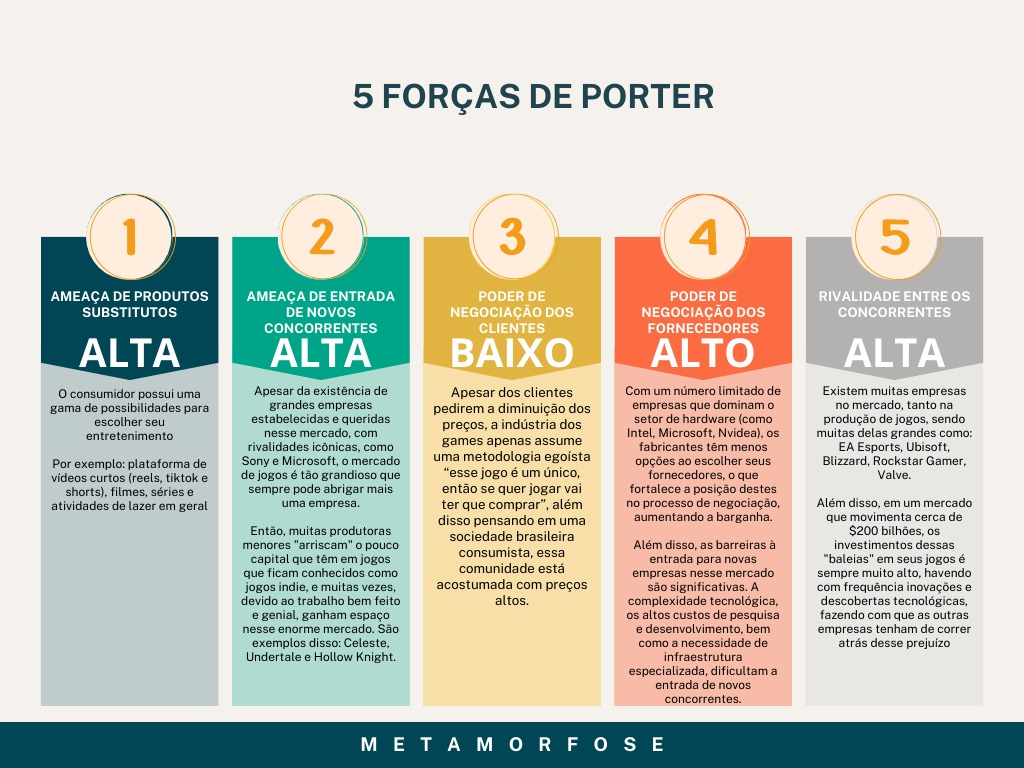 5 FORÇAS DE PORTER
1
AMEAÇA DE PRODUTOS
SUBSTITUTOS
ALTA
O consumidor possui uma
gama de possibilidades para
escolher seu
entretenimento
Por exemplo: plataforma de
vídeos curtos (reels, tiktok e
shorts), filmes, séries e
atividades de lazer em geral
2
AMEAÇA DE ENTRADA
DE NOVOS
CONCORRENTES
ALTA
Apesar da existência de
grandes empresas
estabelecidas e queridas
nesse mercado, com
rivalidades icônicas, como
Sony e Microsoft, o mercado
de jogos é tão grandioso que
sempre pode abrigar mais
uma empresa.
Então, muitas produtoras
menores "arriscam" o pouco
capital que têm em jogos
que ficam conhecidos como
jogos indie, e muitas vezes,
devido ao trabalho bem feito
e genial, ganham espaço
nesse enorme mercado. São
exemplos disso: Celeste,
Undertale e Hollow Knight.
3
PODER DE
NEGOCIAÇÃO DOS
CLIENTES
BAIXO
Apesar dos clientes
pedirem a diminuição dos
preços, a indústria dos
games apenas assume
uma metodologia egoísta
“esse jogo é um único,
então se quer jogar vai
ter que comprar”, além
disso pensando em uma
sociedade brasileira
consumista, essa
comunidade está
acostumada com preços
altos.
4
PODER DE
NEGOCIAÇÃO DOS
FORNECEDORES
ALTO
Com um número limitado de
empresas que dominam o
setor de hardware (como
Intel, Microsoft, Nvidea), os
fabricantes têm menos
opções ao escolher seus
fornecedores, o que
fortalece a posição destes
no processo de negociação,
aumentando a barganha.
Além disso, as barreiras à
entrada para novas
empresas nesse mercado
são significativas. A
complexidade tecnológica,
os altos custos de pesquisa
e desenvolvimento, bem
como a necessidade de
infraestrutura
especializada, dificultam a
entrada de novos
concorrentes.
5
RIVALIDADE ENTRE OS
CONCORRENTES
ALTA
Existem muitas empresas
no mercado, tanto na
produção de jogos, sendo
muitas delas grandes como:
EA Esports, Ubisoft,
Blizzard, Rockstar Gamer,
Valve.
Além disso, em um mercado
que movimenta cerca de
$200 bilhões, os
investimentos dessas
"baleias" em seus jogos é
sempre muito alto, havendo
com frequência inovações e
descobertas tecnológicas,
fazendo com que as outras
empresas tenham de correr
atrás desse prejuízo
METAMORFOSE